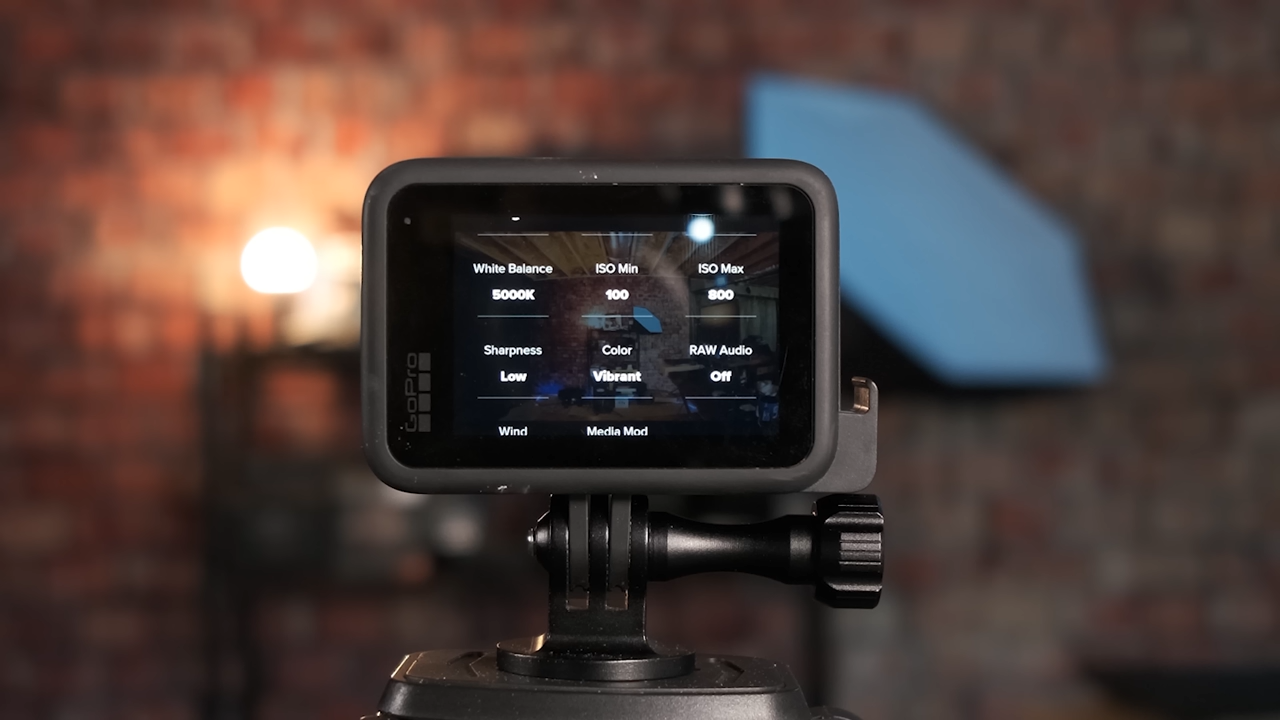 White Balance ISO Min ISO Max
5000K 100 800
Sharpness Color RAW Audio
Low Vibrant Off
Wind Media Mod
GoPro